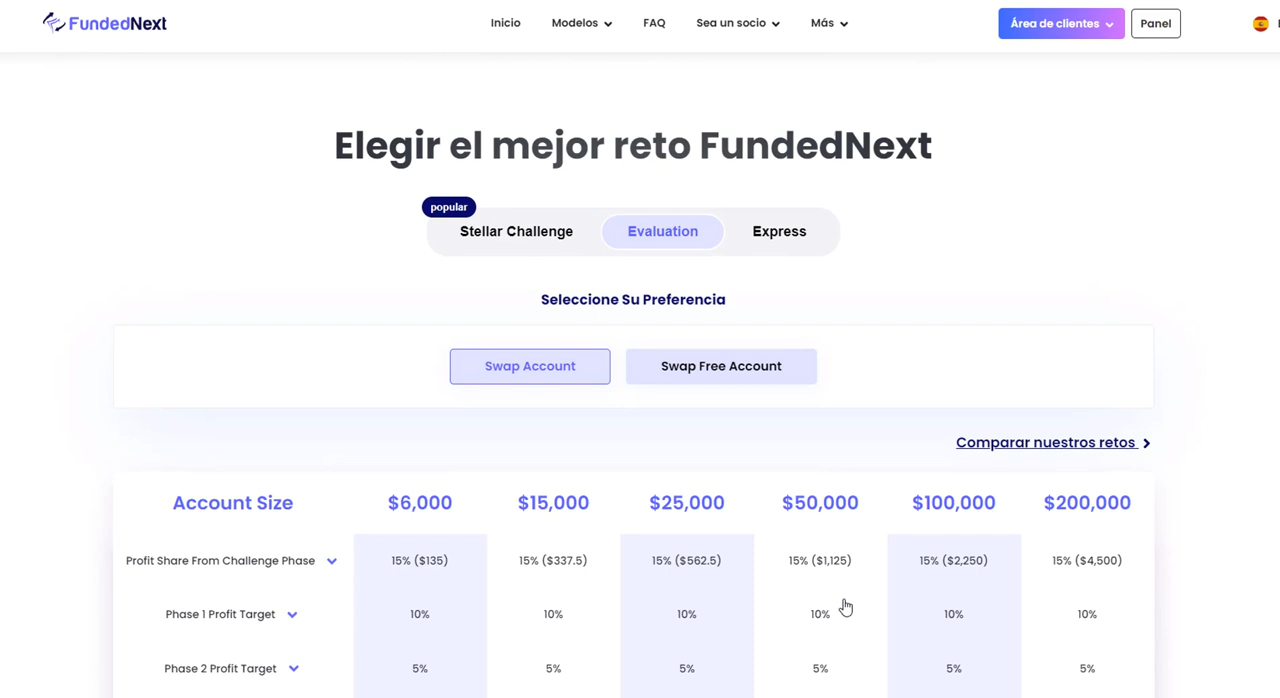 FundedNext
Inicio Modelos FAQ Sea un socio Más Área de clientes Panel
Elegir el mejor reto FundedNext
popular
Stellar Challenge Evaluation Express
Seleccione Su Preferencia
Swap Account Swap Free Account
Comparar nuestros retos
Account Size $6,000 $15,000 $25,000 $50,000 $100,000 $200,000
Profit Share From Challenge Phase 15% ($135) 15% ($337.5) 15% ($562.5) 15% ($1,125) 15% ($2,250) 15% ($4,500)
Phase 1 Profit Target 10% 10% 10% 10% 10% 10%
Phase 2 Profit Target 5% 5% 5% 5% 5% 5%